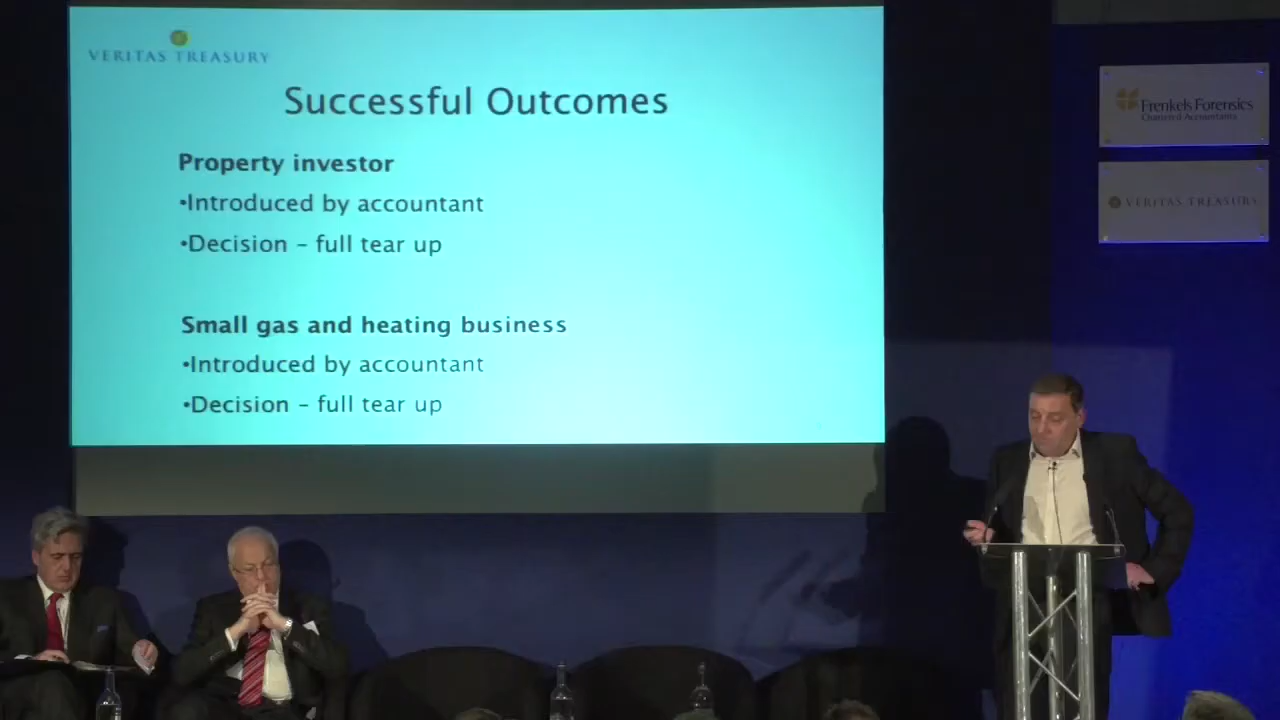 VERITAS TREASURY
Successful Outcomes
Property investor
•Introduced by accountant
•Decision – full tear up
Small gas and heating business
•Introduced by accountant
•Decision – full tear up
Frenkels Forensics
Chartered Accountants
VERITAS TREASURY